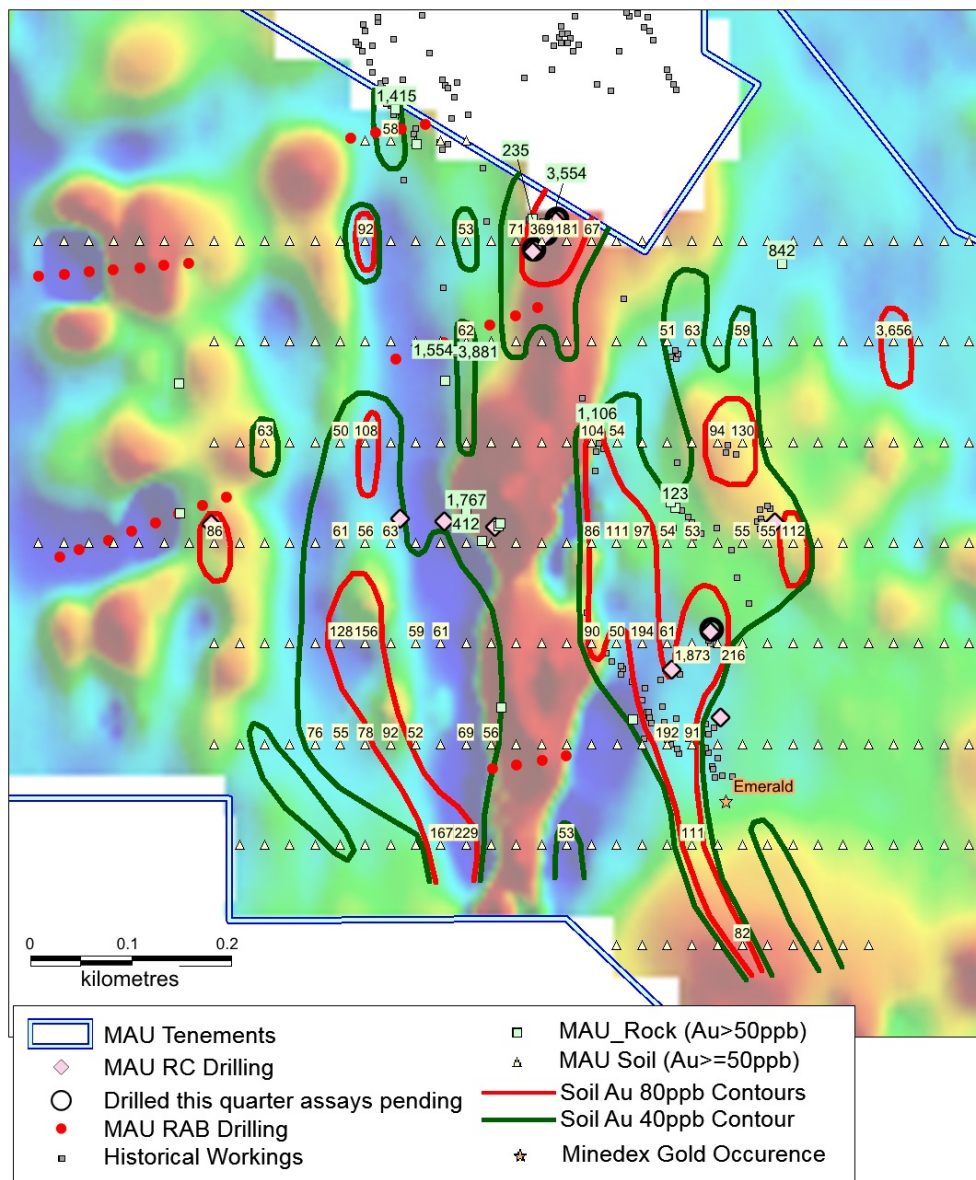 1,415
58
235
3,554
92
53
71 369 181 67
842
62
51 63 59
3,656
1,554 3,881
1,106
63
50 108
104 54
94 130
123
1,767
412
86
61 56 63
86 111 97 54 53
55 55 112
128 156 59 61
90 50 194 61
1,873 216
76 55 78 92 52 69 56
192 91
Emerald
167 229
53
111
82
0 0.1 0.2
kilometres
MAU Tenements
MAU RC Drilling
Drilled this quarter assays pending
MAU RAB Drilling
Historical Workings
MAU_Rock (Au>50ppb)
MAU Soil (Au>=50ppb)
Soil Au 80ppb Contours
Soil Au 40ppb Contour
Minedex Gold Occurence